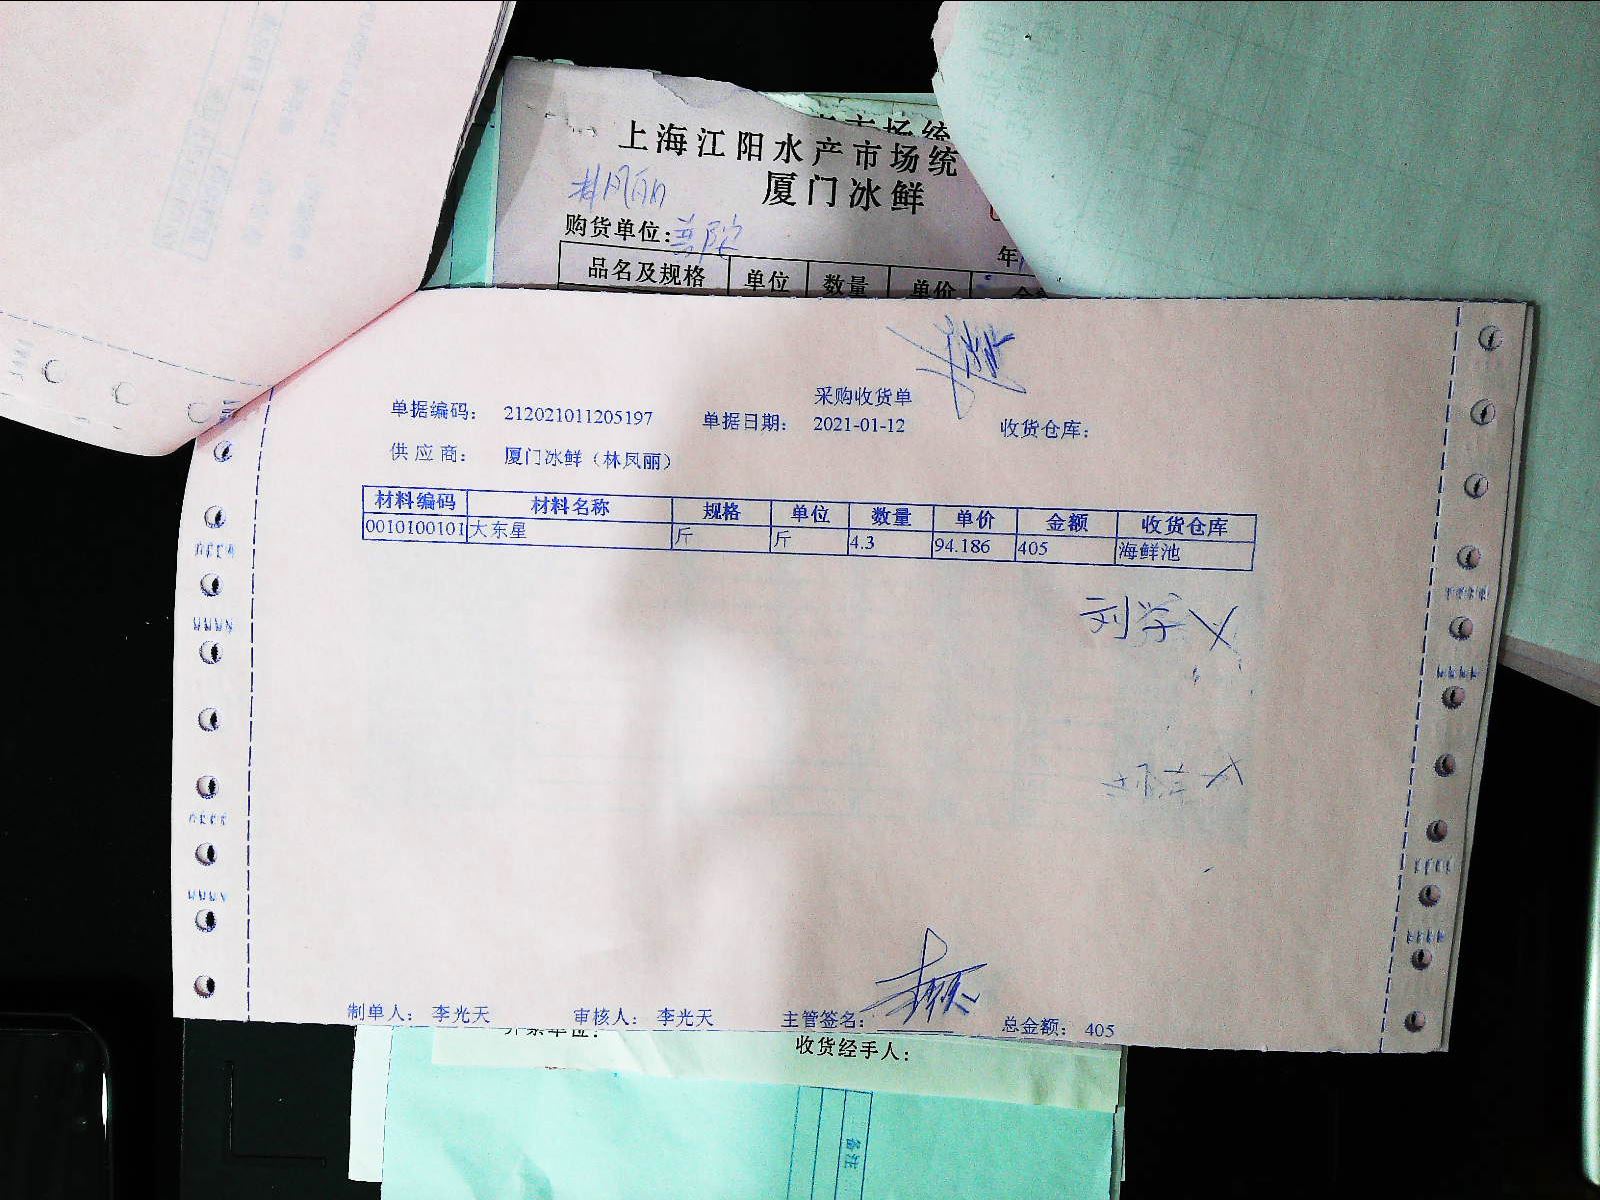 上海江阳水产市场统
厦门冰鲜
林凤丽
购货单位:
年
品名及规格 单位 数量 单价
采购收货单
单据编码: 212021011205197 单据日期: 2021-01-12 收货仓库:
供应商: 厦门冰鲜（林凤丽）
材料编码 材料名称 规格 单位 数量 单价 金额 收货仓库
0010100101 大东星 斤 斤 4.3 94.186 405 海鲜池
制单人: 李光天 审核人: 李光天 主管签名: 总金额: 405
收货经手人:
备注